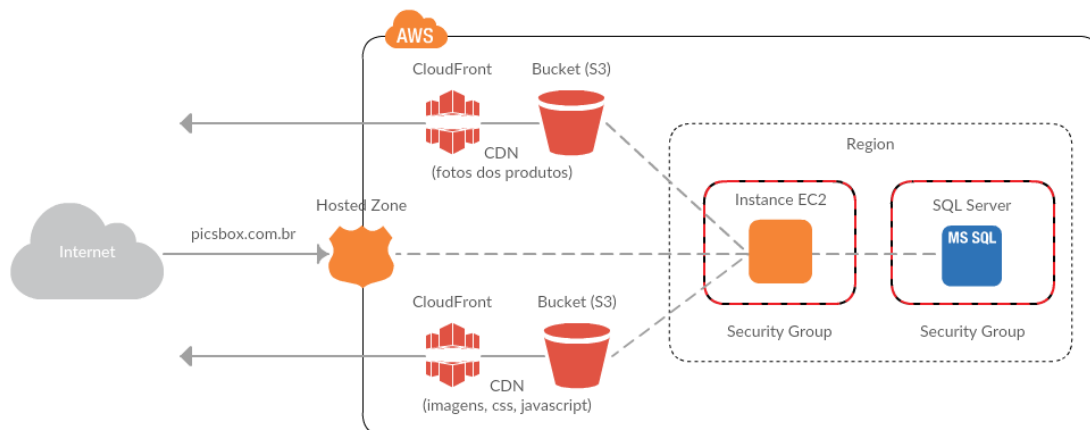 AWS
CloudFront
Bucket (S3)
CDN
(fotos dos produtos)
Region
Hosted Zone
Instance EC2
SQL Server
Internet
picsbox.com.br
MS SQL
CloudFront
Bucket (S3)
Security Group
Security Group
CDN
(imagens, css, javascript)